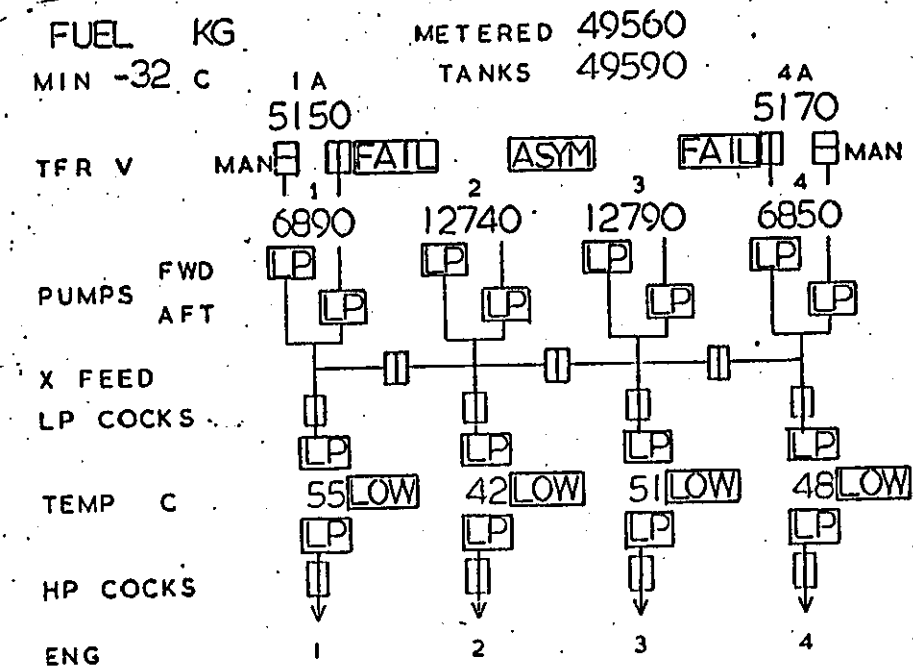 FUEL KG METERED 49560
MIN -32 C 1A TANKS 49590 4A
5150 5170
TFR V MAN FAIL ASYM FAIL MAN
1 2 3 4
6890 12740 12790 6850
LP LP LP LP
PUMPS FWD
AFT LP LP LP LP
X FEED
LP COCKS
LP LP LP LP
TEMP C 55 LOW 42 LOW 51 LOW 48 LOW
LP LP LP LP
HP COCKS
ENG 1 2 3 4